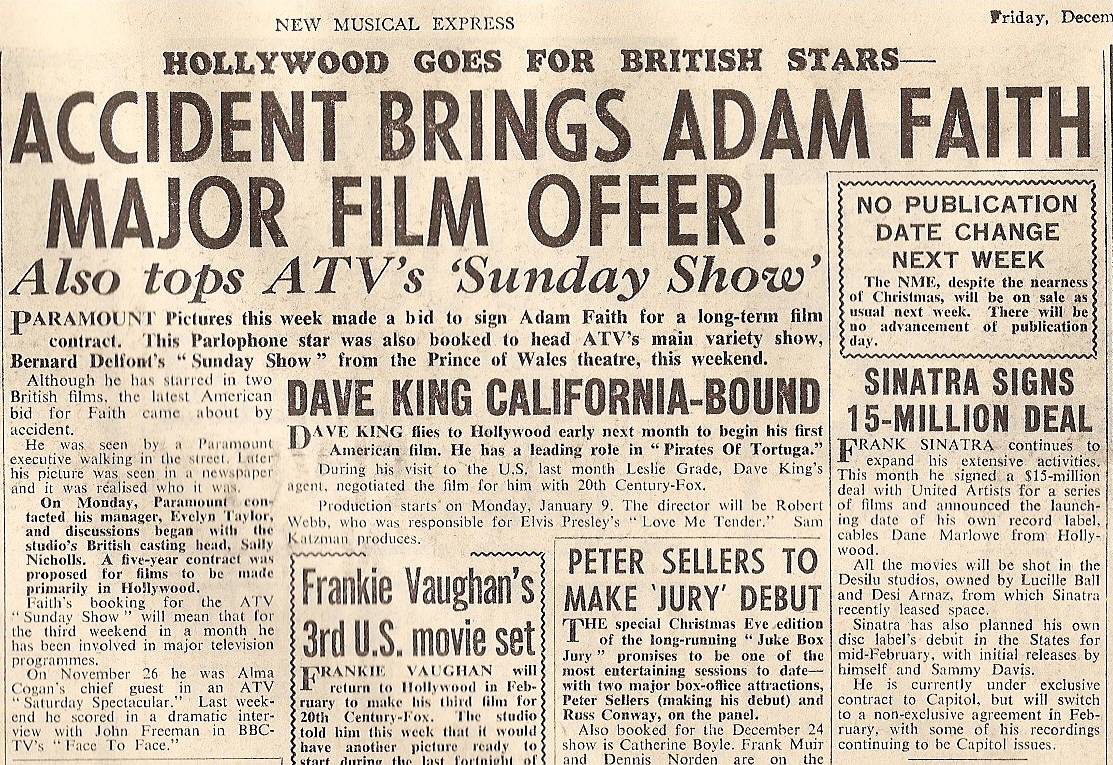 NEW MUSICAL EXPRESS
Friday, Decem
HOLLYWOOD GOES FOR BRITISH STARS—
ACCIDENT BRINGS ADAM FAITH
MAJOR FILM OFFER!
Also tops ATV's 'Sunday Show'
PARAMOUNT Pictures this week made a bid to sign Adam Faith for a long-term film
contract. This Parlophone star was also booked to head ATV's main variety show,
Bernard Delfont's "Sunday Show" from the Prince of Wales theatre, this weekend.
Although he has starred in two
British films, the latest American
bid for Faith came about by
accident.
He was seen by a Paramount
executive walking in the street. Later
his picture was seen in a newspaper
and it was realised who it was.
On Monday, Paramount con-
tacted his manager, Evelyn Taylor,
and discussions began with the
studio's British casting head, Sally
Nicholls. A five-year contract was
proposed for films to be made
primarily in Hollywood.
Faith's booking for the ATV
"Sunday Show" will mean that for
the third weekend in a month he
has been involved in major television
programmes.
On November 26 he was Alma
Cogan's chief guest in an ATV
"Saturday Spectacular." Last week-
end he scored in a dramatic inter-
view with John Freeman in BBC-
TV's "Face To Face."
DAVE KING CALIFORNIA-BOUND
DAVE KING flies to Hollywood early next month to begin his first
American film. He has a leading role in "Pirates Of Tortuga."
During his visit to the U.S. last month Leslie Grade, Dave King's
agent, negotiated the film for him with 20th Century-Fox.
Production starts on Monday, January 9. The director will be Robert
Webb, who was responsible for Elvis Presley's "Love Me Tender." Sam
Katzman produces.
Frankie Vaughan's
3rd U.S. movie set
FRANKIE VAUGHAN will
return to Hollywood in Feb-
ruary to make his third film for
20th Century-Fox. The studio
told him this week that it would
have another picture ready to
start during the last fortnight of
PETER SELLERS TO
MAKE 'JURY' DEBUT
THE special Christmas Eve edition
of the long-running "Juke Box
Jury" promises to be one of the
most entertaining sessions to date—
with two major box-office attractions,
Peter Sellers (making his debut) and
Russ Conway, on the panel.
Also booked for the December 24
show is Catherine Boyle. Frank Muir
and Dennis Norden are on the
NO PUBLICATION
DATE CHANGE
NEXT WEEK
The NME, despite the nearness
of Christmas, will be on sale as
usual next week. There will be
no advancement of publication
day.
SINATRA SIGNS
15-MILLION DEAL
FRANK SINATRA continues to
expand his extensive activities.
This month he signed a $15-million
deal with United Artists for a series
of films and announced the launch-
ing date of his own record label,
cables Dane Marlowe from Holly-
wood.
All the movies will be shot in the
Desilu studios, owned by Lucille Ball
and Desi Arnaz, from which Sinatra
recently leased space.
Sinatra has also planned his own
disc label's debut in the States for
mid-February, with initial releases by
himself and Sammy Davis.
He is currently under exclusive
contract to Capitol, but will switch
to a non-exclusive agreement in Feb-
ruary, with some of his recordings
continuing to be Capitol issues.